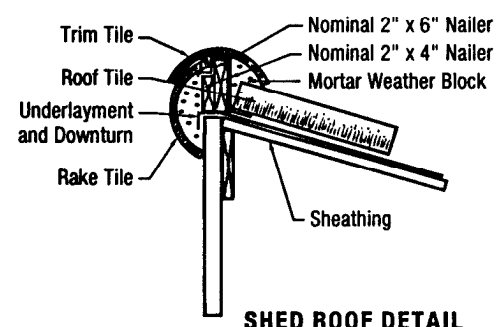 Trim Tile
Roof Tile
Underlayment
and Downturn
Rake Tile
Nominal 2" x 6" Nailer
Nominal 2" x 4" Nailer
Mortar Weather Block
Sheathing
SHED ROOF DETAIL